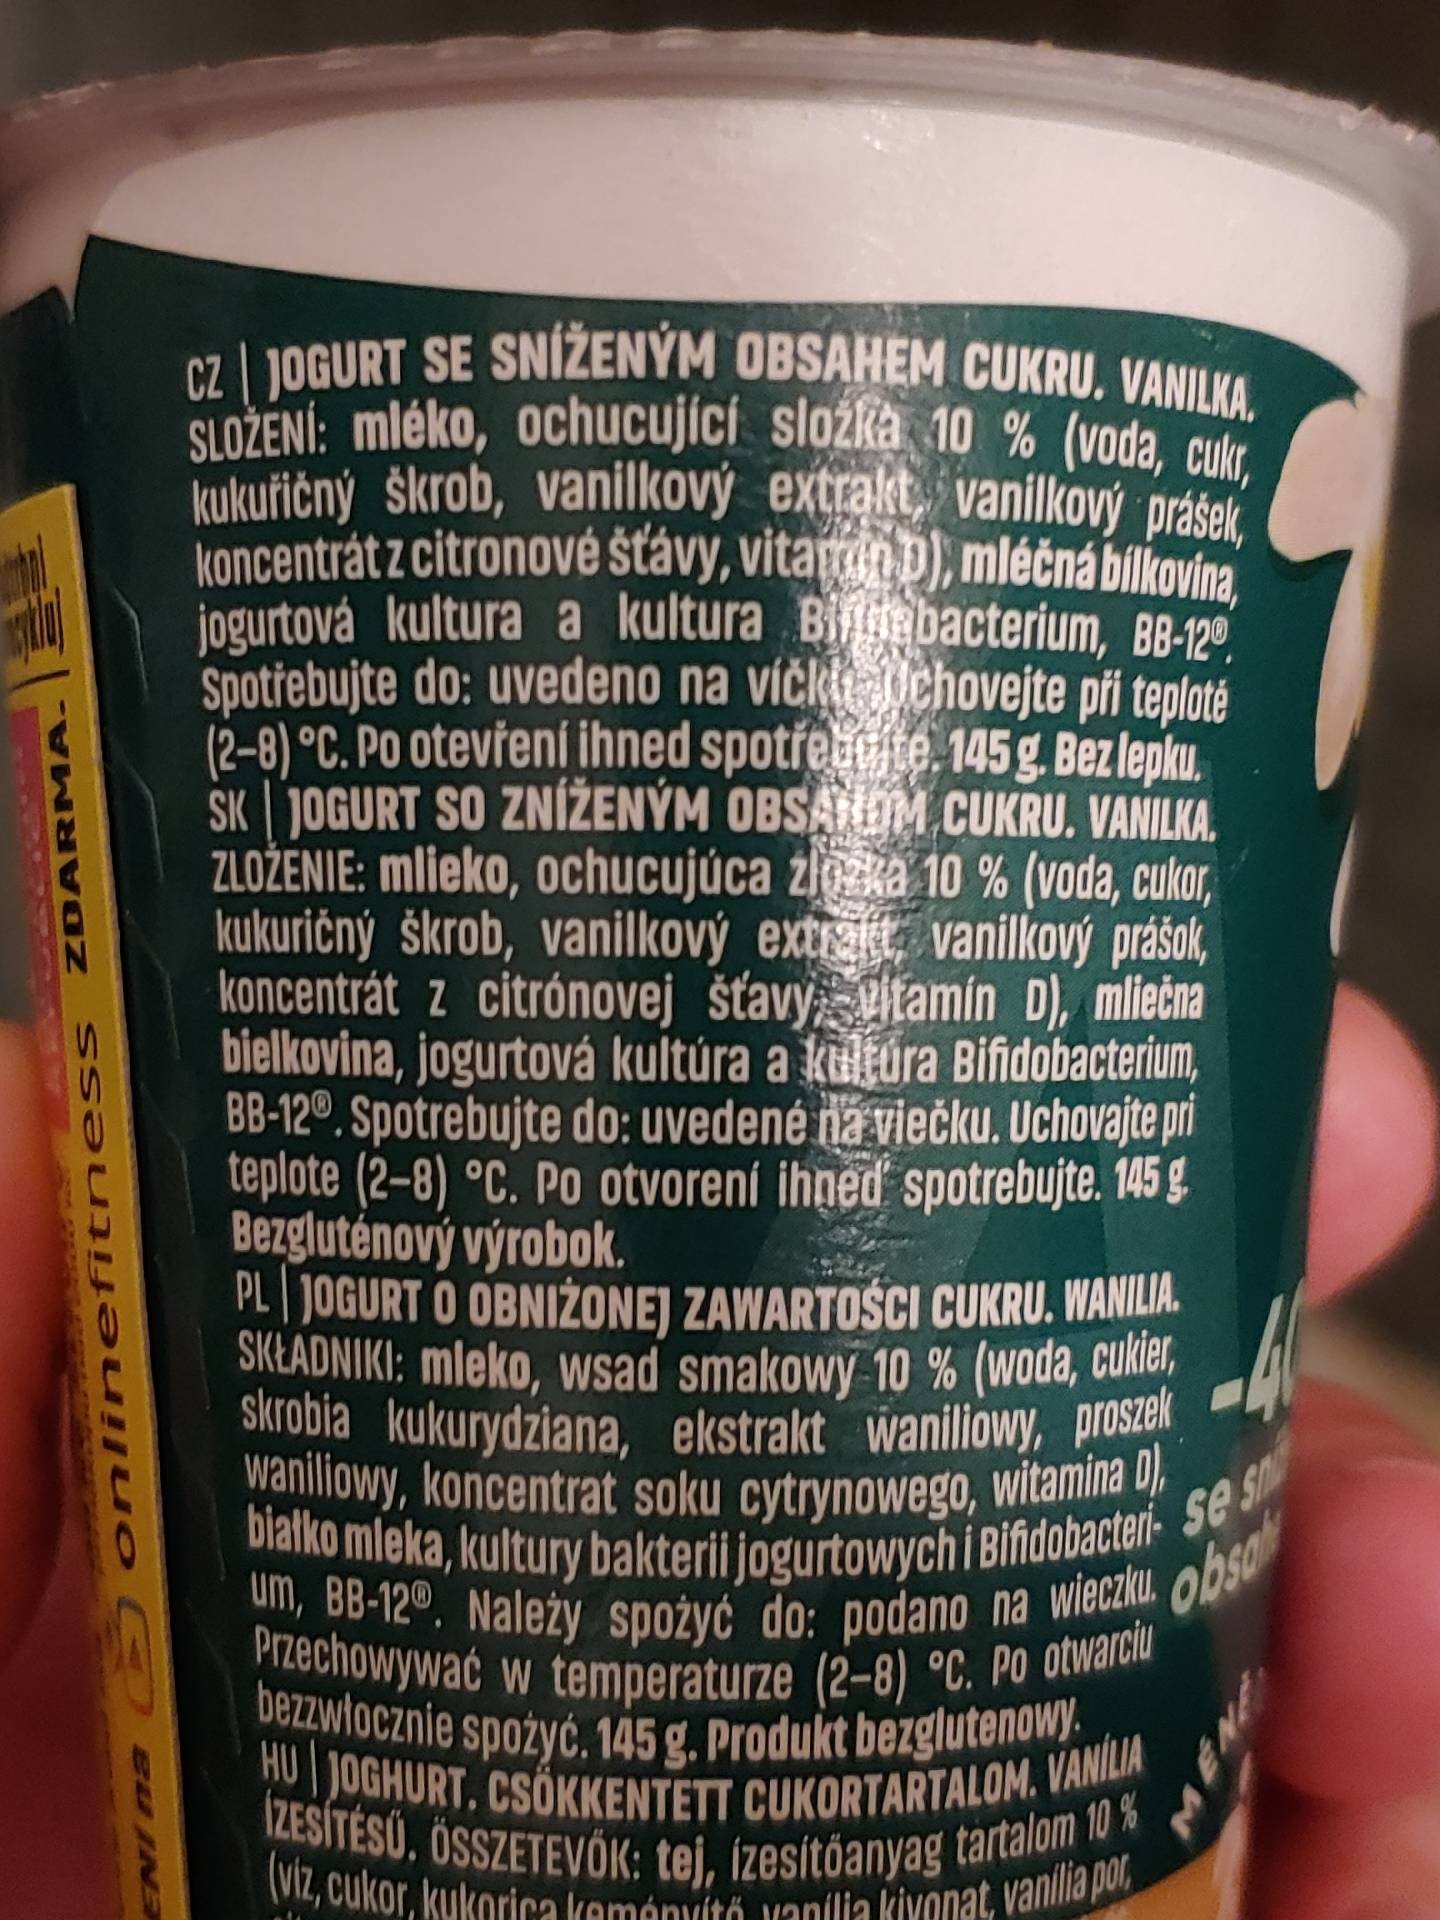 CZ | JOGURT SE SNÍŽENÝM OBSAHEM CUKRU. VANILKA.
SLOŽENÍ: mléko, ochucující složka 10 % (voda, cukr,
kukuřičný škrob, vanilkový extrakt, vanilkový prášek,
koncentrát z citronové šťávy, vitamin D), mléčná bílkovina,
jogurtová kultura a kultura Bifidobacterium, BB-12®.
Spotřebujte do: uvedeno na víčku. Uchovejte při teplotě
(2–8) °C. Po otevření ihned spotřebujte. 145 g. Bez lepku.
SK | JOGURT SO ZNÍŽENÝM OBSAHOM CUKRU. VANILKA.
ZLOŽENIE: mlieko, ochucujúca zložka 10 % (voda, cukor,
kukuričný škrob, vanilkový extrakt, vanilkový prášok,
koncentrát z citrónovej šťavy, vitamín D), mliečna
bielkovina, jogurtová kultúra a kultúra Bifidobacterium,
BB-12®. Spotrebujte do: uvedené na viečku. Uchovajte pri
teplote (2–8) °C. Po otvorení ihneď spotrebujte. 145 g.
Bezgluténový výrobok.
PL | JOGURT O OBNIŻONEJ ZAWARTOŚCI CUKRU. WANILIA.
SKŁADNIKI: mleko, wsad smakowy 10 % (woda, cukier,
skrobia kukurydziana, ekstrakt waniliowy, proszek
waniliowy, koncentrat soku cytrynowego, witamina D),
białko mleka, kultury bakterii jogurtowych i Bifidobacteri-
um, BB-12®. Należy spożyć do: podano na wieczku.
Przechowywać w temperaturze (2–8) °C. Po otwarciu
bezzwłocznie spożyć. 145 g. Produkt bezglutenowy.
HU | JOGHURT. CSÖKKENTETT CUKORTARTALOM. VANÍLIA
ÍZESÍTÉSŰ. ÖSSZETEVŐK: tej, ízesítőanyag tartalom 10 %
(víz, cukor, kukorica keményítő, vanília kivonat, vanília por,
ZDARMA.
onlinefitness
se